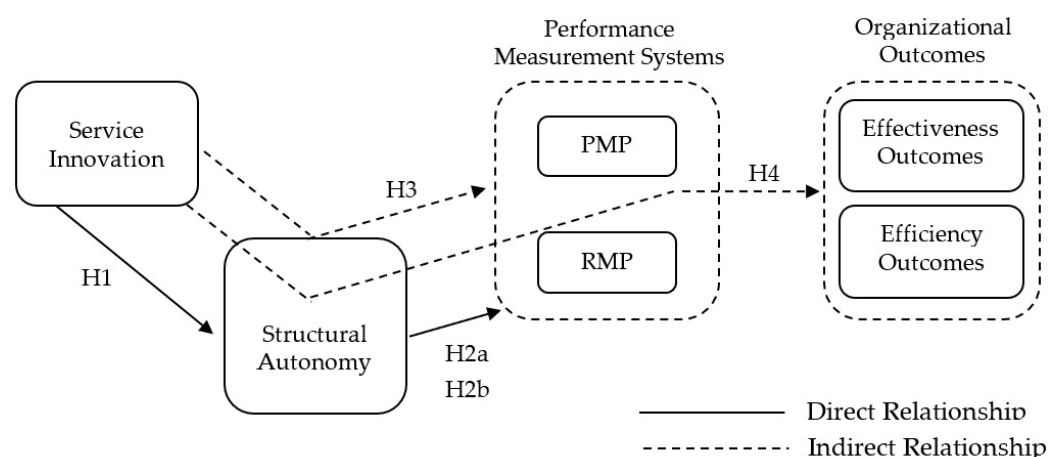 Performance
Measurement Systems
Organizational
Outcomes
Service
Innovation
PMP
Effectiveness
Outcomes
H3
H4
H1
RMP
Efficiency
Outcomes
Structural
Autonomy
H2a
H2b
Direct Relationship
Indirect Relationship